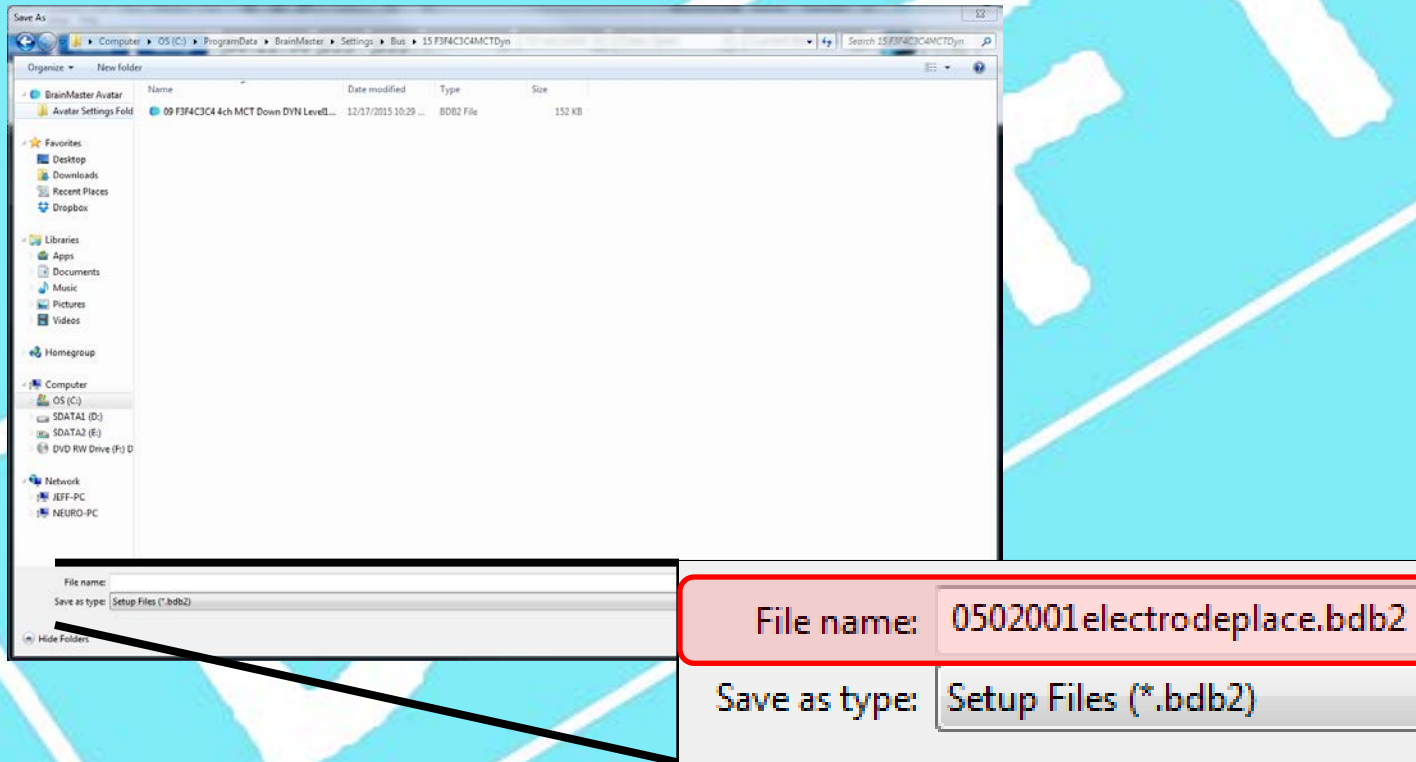 Save As
Computer ▸ OS (C:) ▸ ProgramData ▸ BrainMaster ▸ Settings ▸ Bus ▸ 15 F3F4C3C4MCTDyn
Search 15 F3F4C3C4MCTDyn
Organize
New folder
Name
Date modified
Type
Size
09 F3F4C3C4 4ch MCT Down DYN Level1...
12/17/2015 10:29 ...
BDB2 File
152 KB
BrainMaster Avatar
Avatar Settings Fold
Favorites
Desktop
Downloads
Recent Places
Dropbox
Libraries
Apps
Documents
Music
Pictures
Videos
Homegroup
Computer
OS (C:)
SDATA1 (D:)
SDATA2 (E:)
DVD RW Drive (F:) D
Network
JEFF-PC
NEURO-PC
File name:
Save as type: Setup Files (*.bdb2)
Hide Folders
File name: 0502001electrodeplace.bdb2
Save as type: Setup Files (*.bdb2)